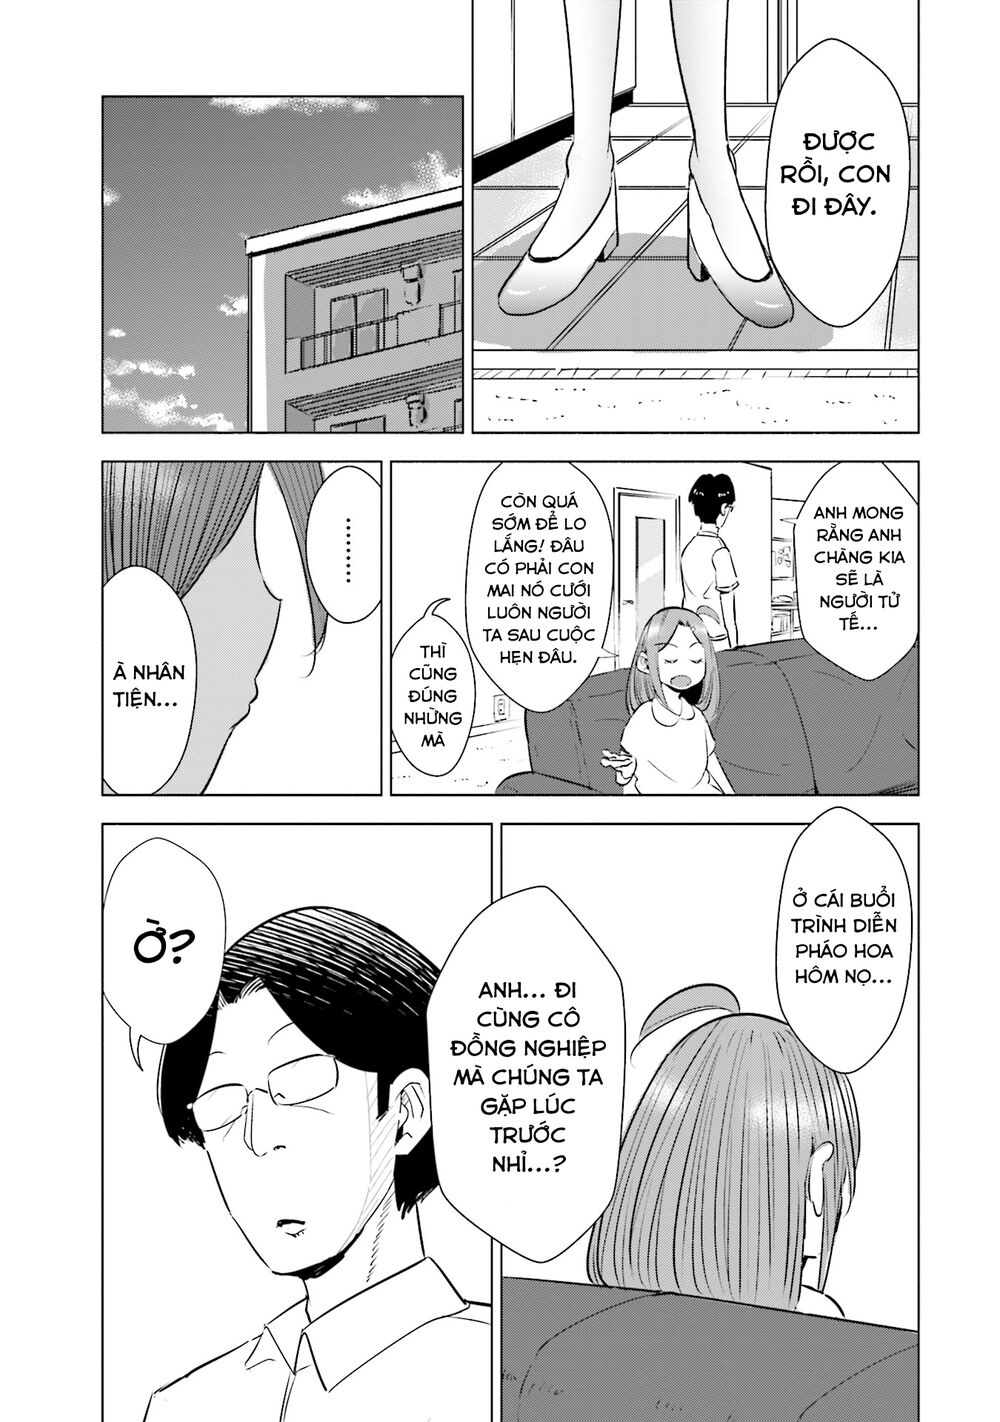 ĐƯỢC
RỒI, CON
ĐI ĐÂY.
ANH MONG
RẰNG ANH
CHÀNG KIA
SẼ LÀ
NGƯỜI TỬ
TẾ...
CÒN QUÁ
SỚM ĐỂ LO
LẮNG! ĐÂU
CÓ PHẢI CON
MAI NÓ CƯỚI
LUÔN NGƯỜI
TA SAU CUỘC
HẸN ĐÂU.
THÌ
CŨNG
ĐÚNG
NHỪNG
MÀ
.........
À NHÂN
TIỆN...
Ở CÁI BUỔI
TRÌNH DIỄN
PHÁO HOA
HÔM NỌ...
ANH... ĐI
CÙNG CÔ
ĐỒNG NGHIỆP
MÀ CHÚNG TA
GẶP LÚC
TRƯỚC
NHỈ...?
Ờ?